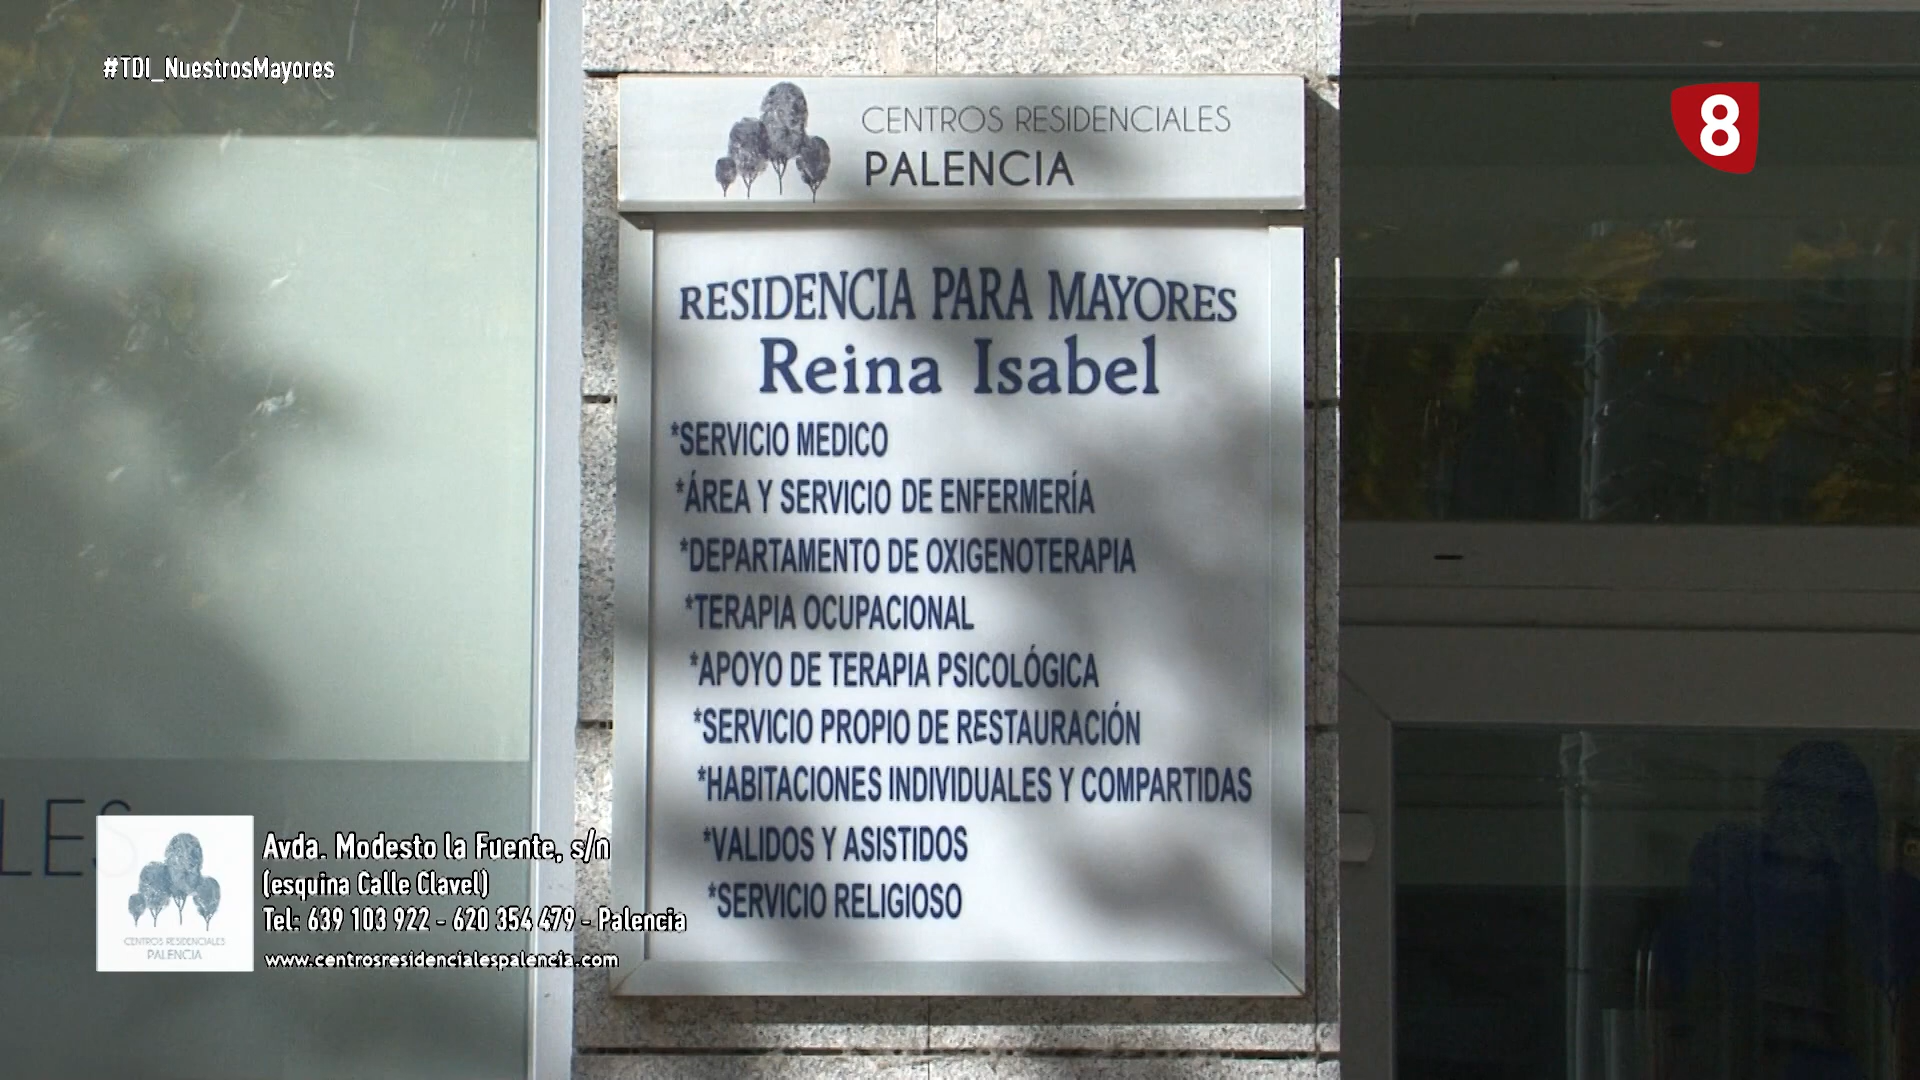 #TDI_NuestrosMayores
8
CENTROS RESIDENCIALES
PALENCIA
RESIDENCIA PARA MAYORES
Reina Isabel
*SERVICIO MEDICO
*ÁREA Y SERVICIO DE ENFERMERÍA
*DEPARTAMENTO DE OXIGENOTERAPIA
*TERAPIA OCUPACIONAL
*APOYO DE TERAPIA PSICOLÓGICA
*SERVICIO PROPIO DE RESTAURACIÓN
*HABITACIONES INDIVIDUALES Y COMPARTIDAS
*VALIDOS Y ASISTIDOS
*SERVICIO RELIGIOSO
LES
CENTROS RESIDENCIALES
PALENCIA
Avda. Modesto la Fuente, s/n
(esquina Calle Clavel)
Tel: 639 103 922 - 620 354 479 - Palencia
www.centrosresidencialespalencia.com